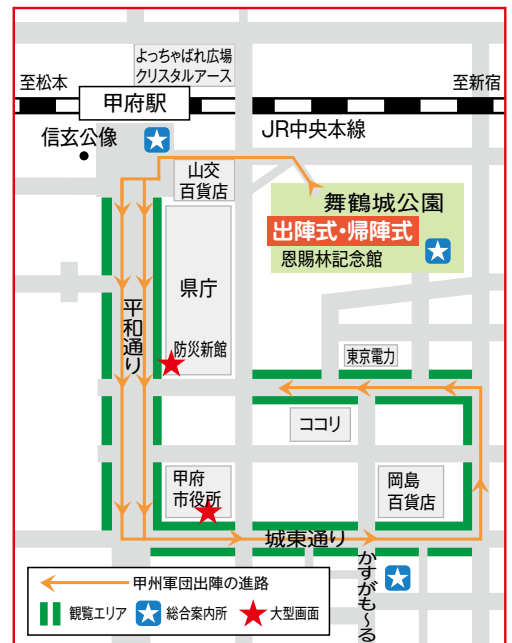 よっちゃばれ広場
クリスタルアース
至松本
至新宿
甲府駅
JR中央本線
信玄公像
山交
百貨店
舞鶴城公園
出陣式・帰陣式
恩賜林記念館
県庁
平和通り
防災新館
東京電力
ココリ
甲府
市役所
岡島
百貨店
城東通り
かすがも〜る
甲州軍団出陣の進路
観覧エリア
総合案内所
大型画面